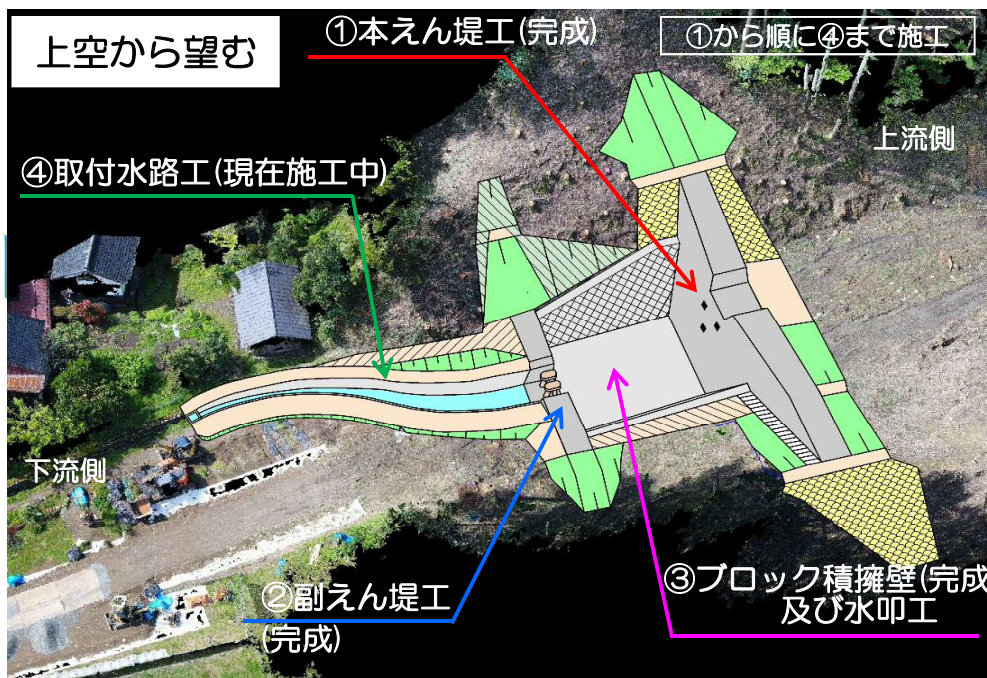 上空から望む
①本えん堤工(完成)
①から順に④まで施工
上流側
④取付水路工(現在施工中)
下流側
②副えん堤工
(完成)
③ブロック積擁壁(完成
及び水叩工